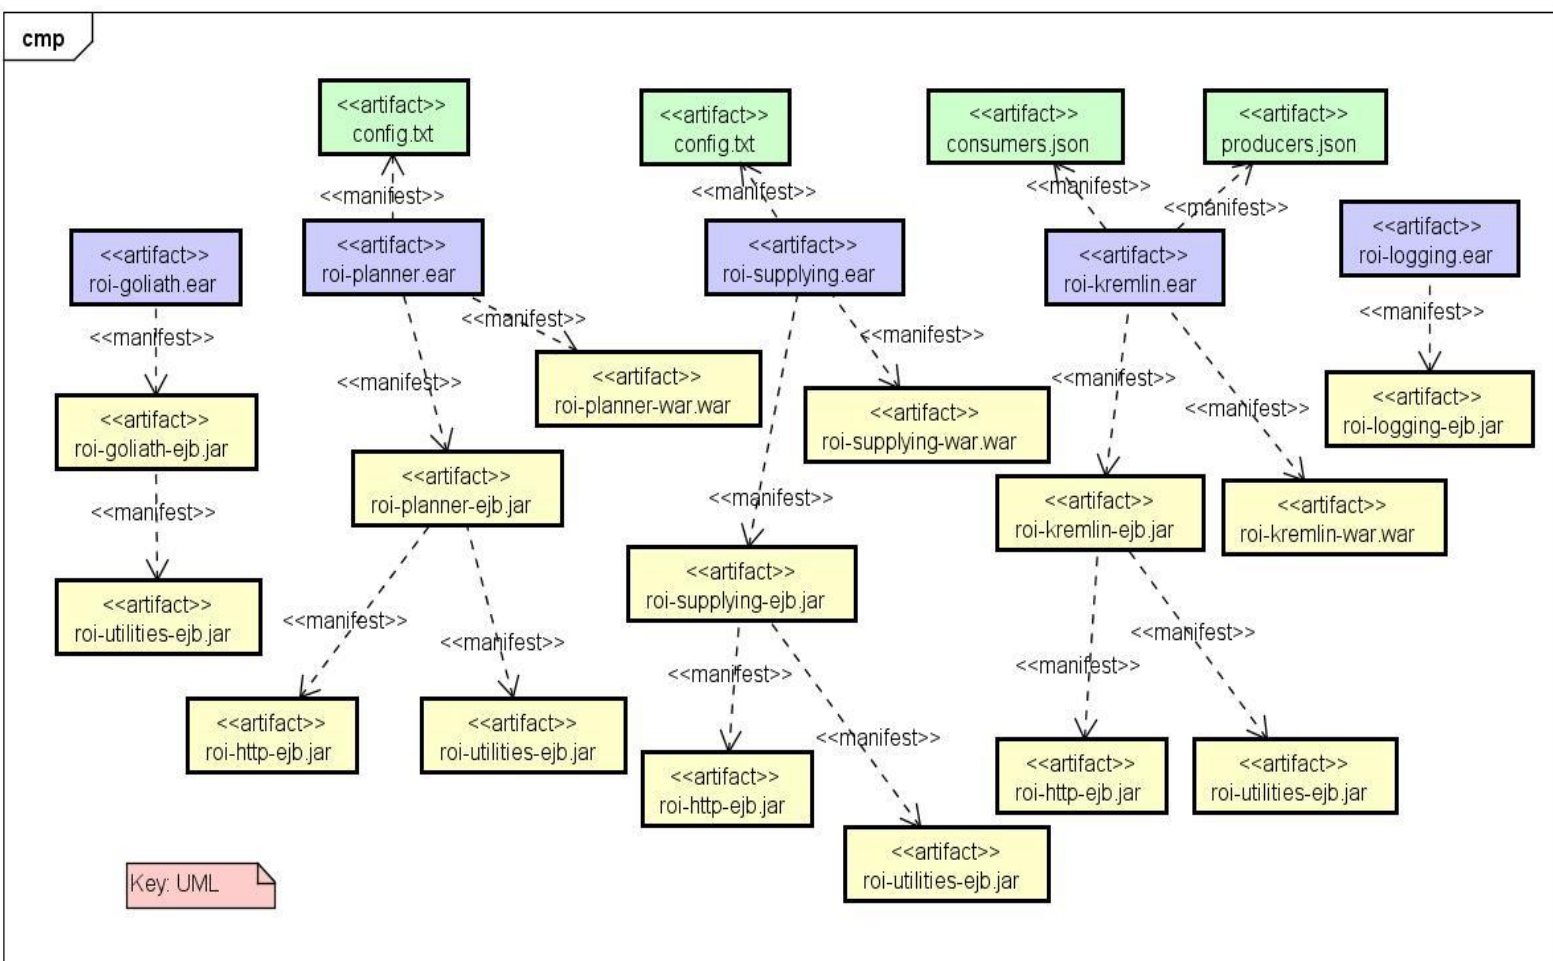 cmp
<<artifact>>
config.txt
<<artifact>>
config.txt
<<artifact>>
consumers.json
<<artifact>>
producers.json
<<manifest>>
<<manifest>>
<<manifest>>
<<manifest>>
<<artifact>>
roi-goliath.ear
<<artifact>>
roi-planner.ear
<<artifact>>
roi-supplying.ear
<<artifact>>
roi-kremlin.ear
<<artifact>>
roi-logging.ear
<<manifest>>
<<manifest>>
<<manifest>>
<<manifest>>
<<manifest>>
<<manifest>>
<<manifest>>
<<manifest>>
<<artifact>>
roi-planner-war.war
<<artifact>>
roi-supplying-war.war
<<artifact>>
roi-logging-ejb.jar
<<artifact>>
roi-goliath-ejb.jar
<<artifact>>
roi-planner-ejb.jar
<<manifest>>
<<artifact>>
roi-kremlin-ejb.jar
<<artifact>>
roi-kremlin-war.war
<<manifest>>
<<artifact>>
roi-supplying-ejb.jar
<<artifact>>
roi-utilities-ejb.jar
<<manifest>>
<<manifest>>
<<manifest>>
<<manifest>>
<<manifest>>
<<manifest>>
<<artifact>>
roi-http-ejb.jar
<<artifact>>
roi-utilities-ejb.jar
<<artifact>>
roi-http-ejb.jar
<<artifact>>
roi-http-ejb.jar
<<artifact>>
roi-utilities-ejb.jar
<<artifact>>
roi-utilities-ejb.jar
Key: UML